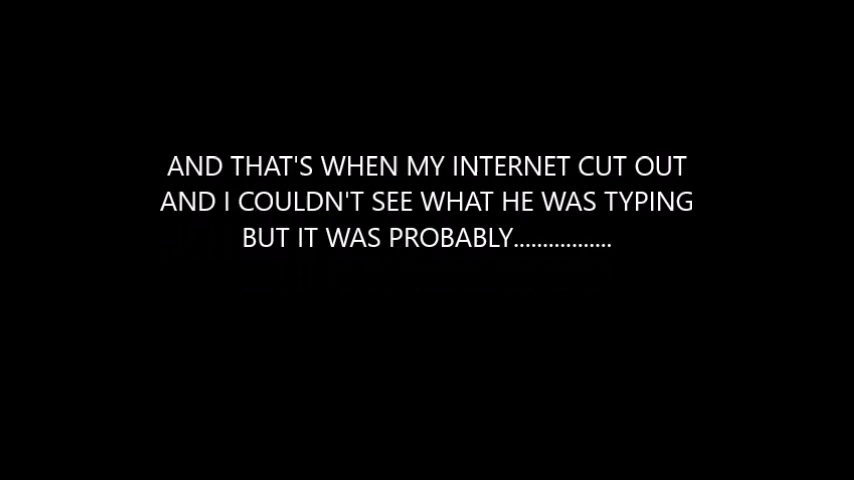 AND THAT'S WHEN MY INTERNET CUT OUT
AND I COULDN'T SEE WHAT HE WAS TYPING
BUT IT WAS PROBABLY.................